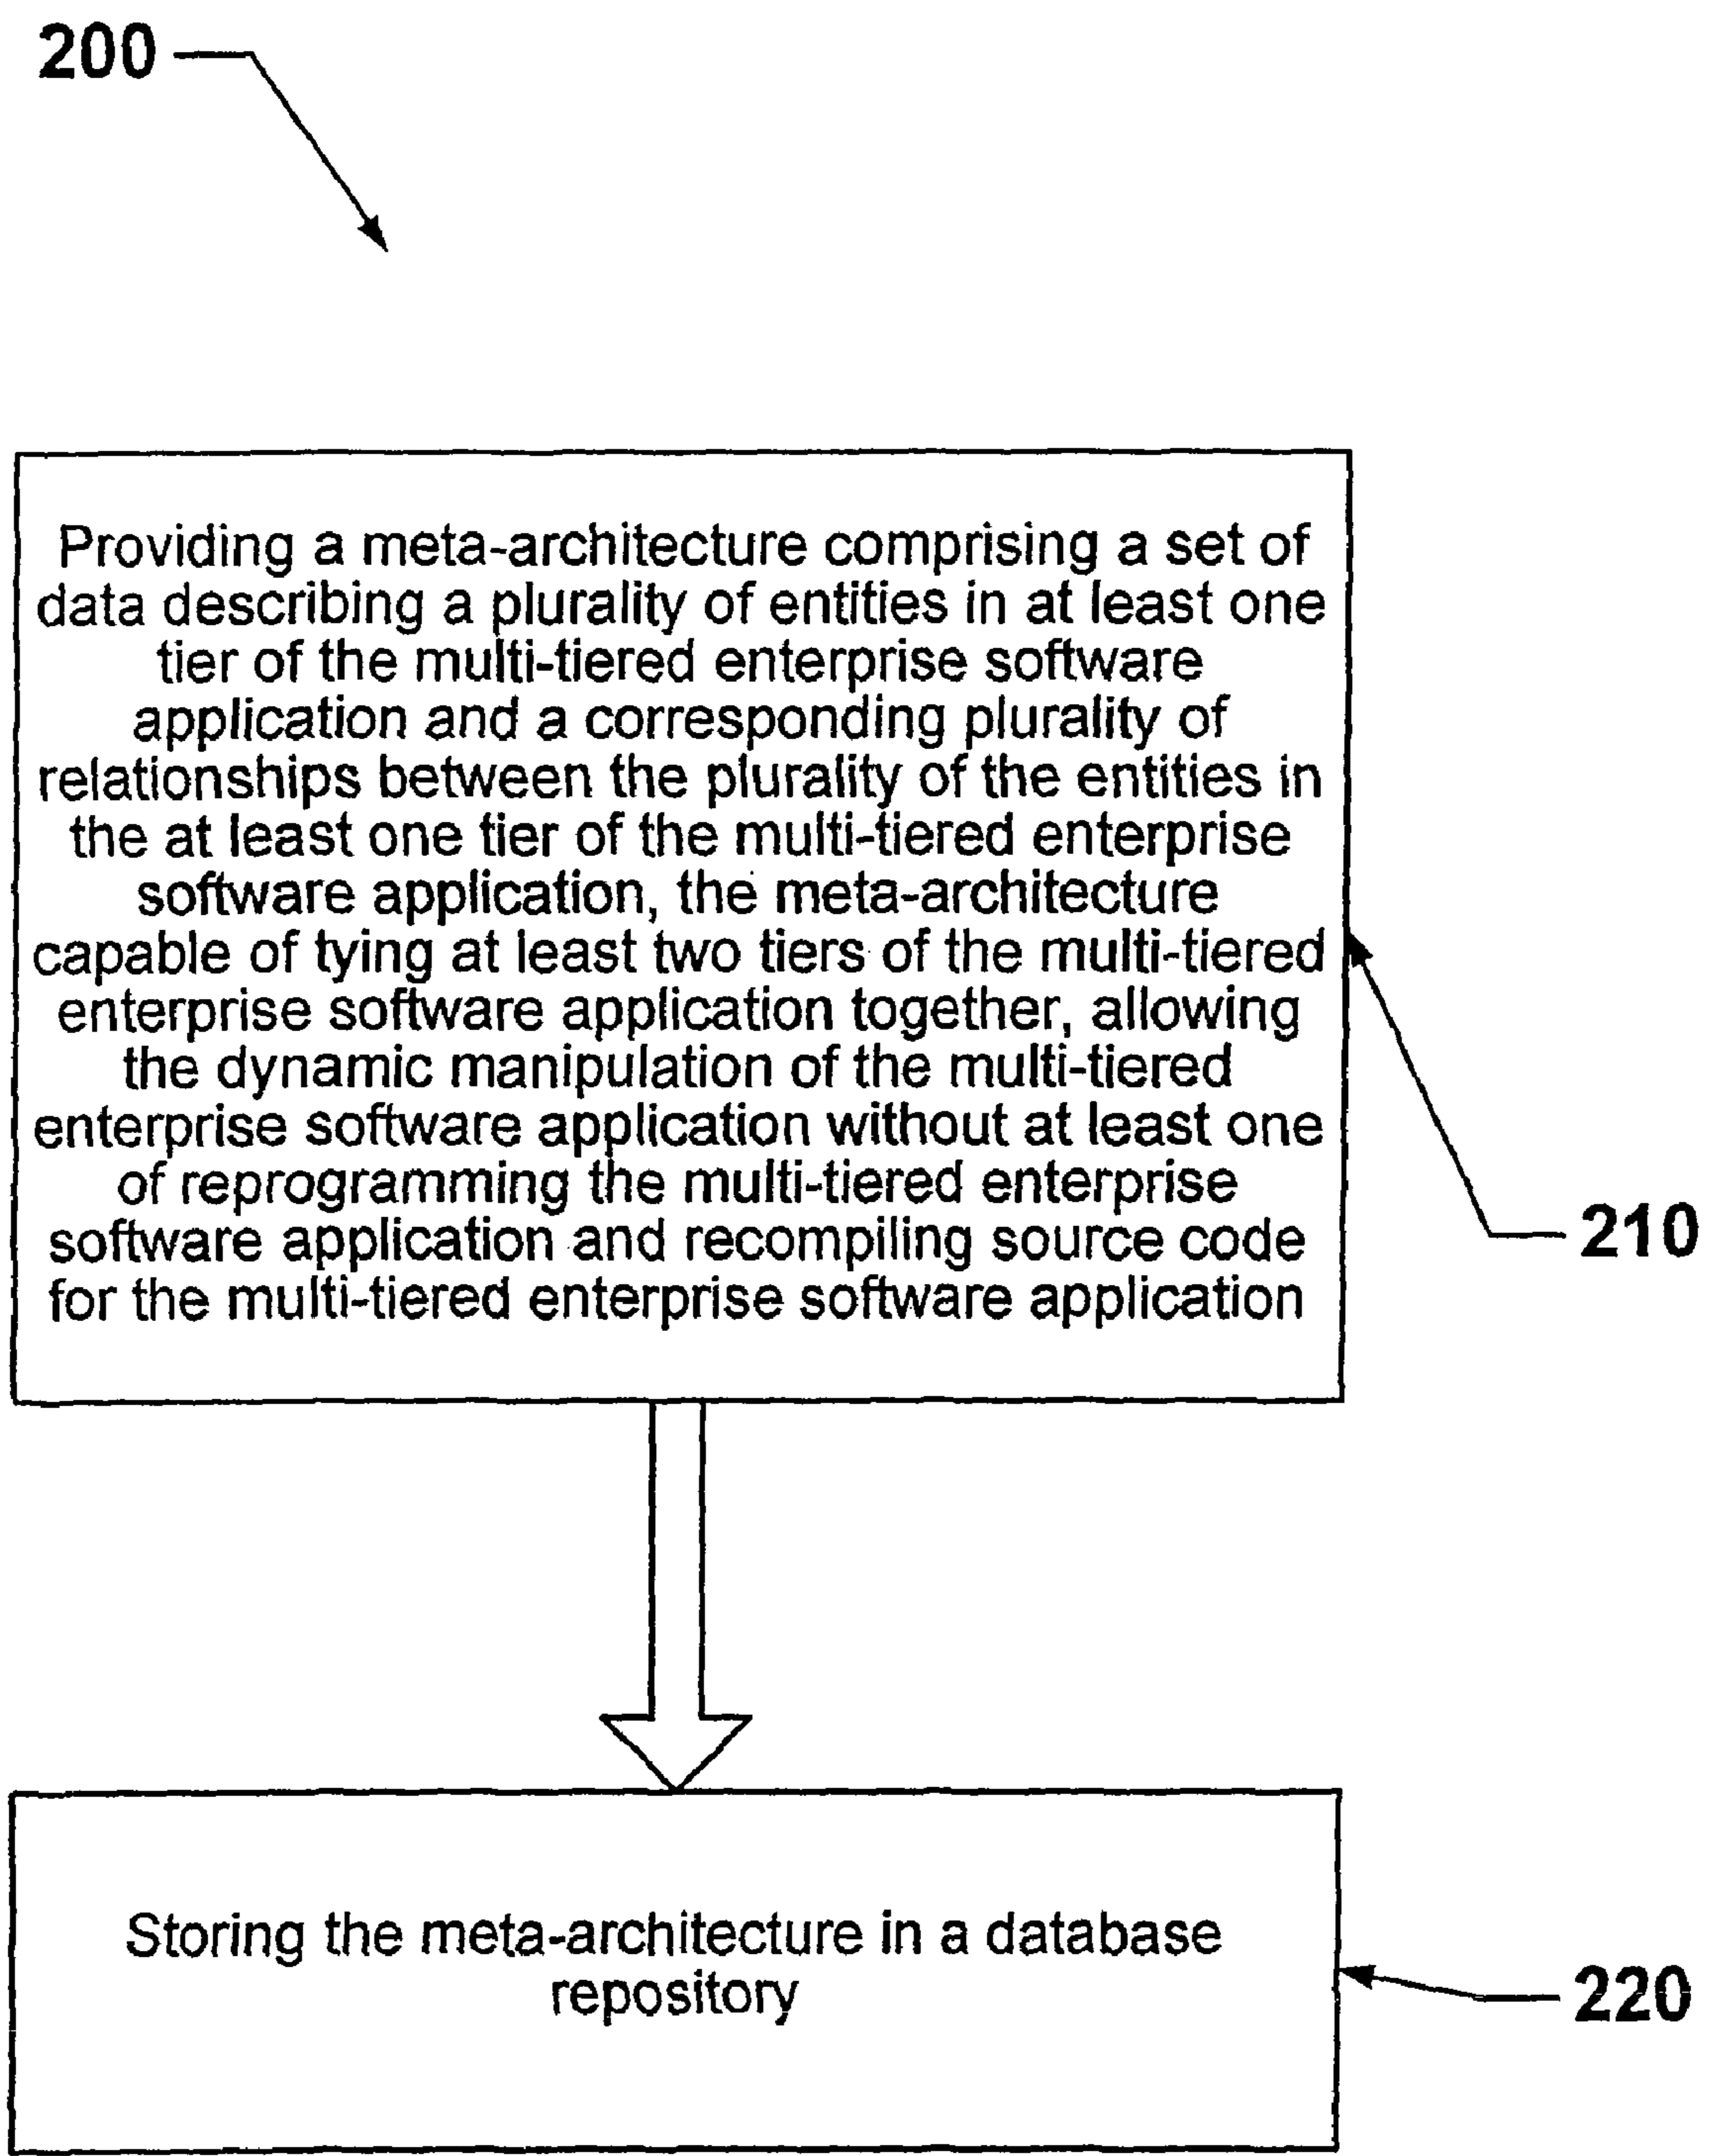 200
Providing a meta-architecture comprising a set of
data describing a plurality of entities in at least one
tier of the multi-tiered enterprise software
application and a corresponding plurality of
relationships between the plurality of the entities in
the at least one tier of the multi-tiered enterprise
software application, the meta-architecture
capable of tying at least two tiers of the multi-tiered
enterprise software application together, allowing
the dynamic manipulation of the multi-tiered
enterprise software application without at least one
of reprogramming the multi-tiered enterprise
software application and recompiling source code
for the multi-tiered enterprise software application
210
Storing the meta-architecture in a database
repository
220